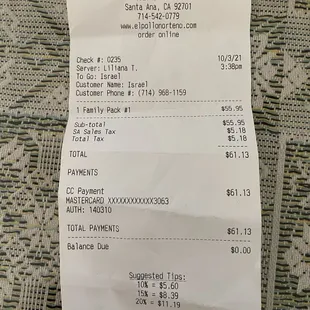 Santa Ana, CA 92701
714-542-0779
www.elpollonorteno.com
order online
Check #: 0235 10/3/21
Server: Liliana T. 3:38pm
To Go: Israel
Customer Name: Israel
Customer Phone #: (714) 968-1159
1 Family Pack #1 $55.95
Sub-total $55.95
SA Sales Tax $5.18
Total Tax $5.18
TOTAL $61.13
PAYMENTS
CC Payment $61.13
MASTERCARD XXXXXXXXXXXX3063
AUTH: 140310
TOTAL PAYMENTS $61.13
Balance Due $0.00
Suggested Tips:
10% = $5.60
15% = $8.39
20% = $11.19